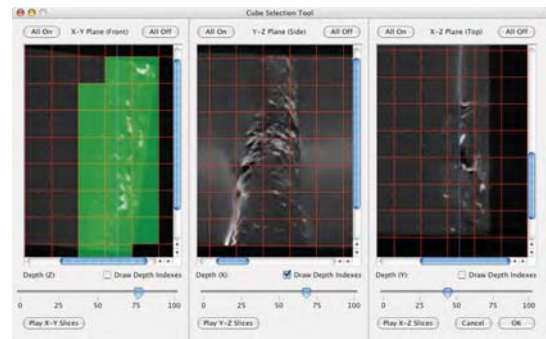 Cube Selection Tool
All On X-Y Plane (Front) All Off
All On Y-Z Plane (Side) All Off
All On X-Z Plane (Top) All Off
Depth (Z): Draw Depth Indexes
Depth (X): Draw Depth Indexes
Depth (Y): Draw Depth Indexes
0 25 50 75 100
0 25 50 75 100
0 25 50 75 100
Play X-Y Slices
Play Y-Z Slices
Play X-Z Slices Cancel OK